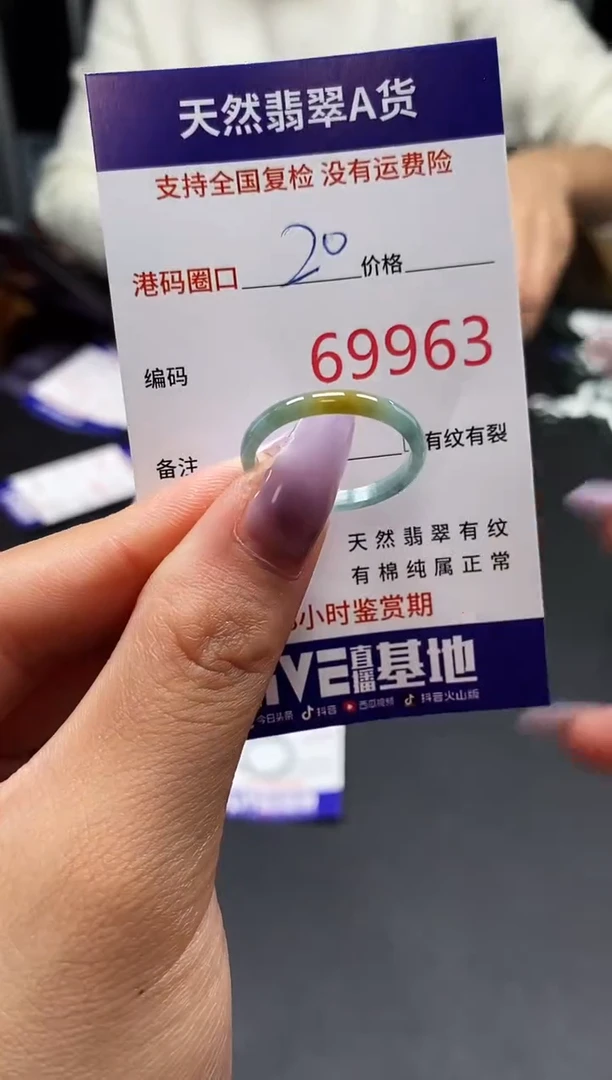 天然翡翠A货
支持全国复检 没有运费险
港码圈口 20 价格
编码 69963
备注 有纹有裂
天然翡翠有纹
有棉纯属正常
小时鉴赏期
IVE直播基地
今日头条 抖音 西瓜视频 抖音火山版